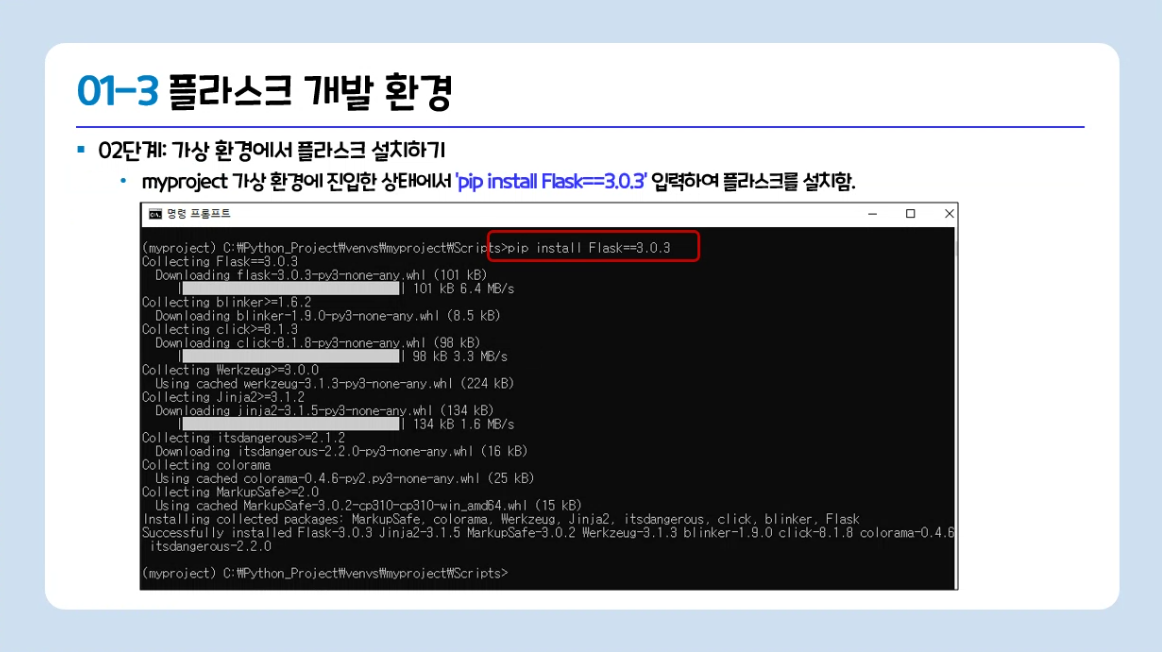 01-3 플라스크 개발 환경
02단계: 가상 환경에서 플라스크 설치하기
myproject 가상 환경에 진입한 상태에서 'pip install Flask==3.0.3' 입력하여 플라스크를 설치함.
명령 프롬프트
(myproject) C:₩Python_Project₩venvs₩myproject₩Scripts>pip install Flask==3.0.3
Collecting Flask==3.0.3
Downloading flask-3.0.3-py3-none-any.whl (101 kB)
| | 101 kB 6.4 MB/s
Collecting blinker>=1.6.2
Downloading blinker-1.9.0-py3-none-any.whl (8.5 kB)
Collecting click>=8.1.3
Downloading click-8.1.8-py3-none-any.whl (98 kB)
| | 98 kB 3.3 MB/s
Collecting Werkzeug>=3.0.0
Using cached werkzeug-3.1.3-py3-none-any.whl (224 kB)
Collecting Jinja2>=3.1.2
Downloading jinja2-3.1.5-py3-none-any.whl (134 kB)
| | 134 kB 1.6 MB/s
Collecting itsdangerous>=2.1.2
Downloading itsdangerous-2.2.0-py3-none-any.whl (16 kB)
Collecting colorama
Using cached colorama-0.4.6-py2.py3-none-any.whl (25 kB)
Collecting MarkupSafe>=2.0
Using cached MarkupSafe-3.0.2-cp310-cp310-win_amd64.whl (15 kB)
Installing collected packages: MarkupSafe, colorama, Werkzeug, Jinja2, itsdangerous, click, blinker, Flask
Successfully installed Flask-3.0.3 Jinja2-3.1.5 MarkupSafe-3.0.2 Werkzeug-3.1.3 blinker-1.9.0 click-8.1.8 colorama-0.4.6
itsdangerous-2.2.0
(myproject) C:₩Python_Project₩venvs₩myproject₩Scripts>